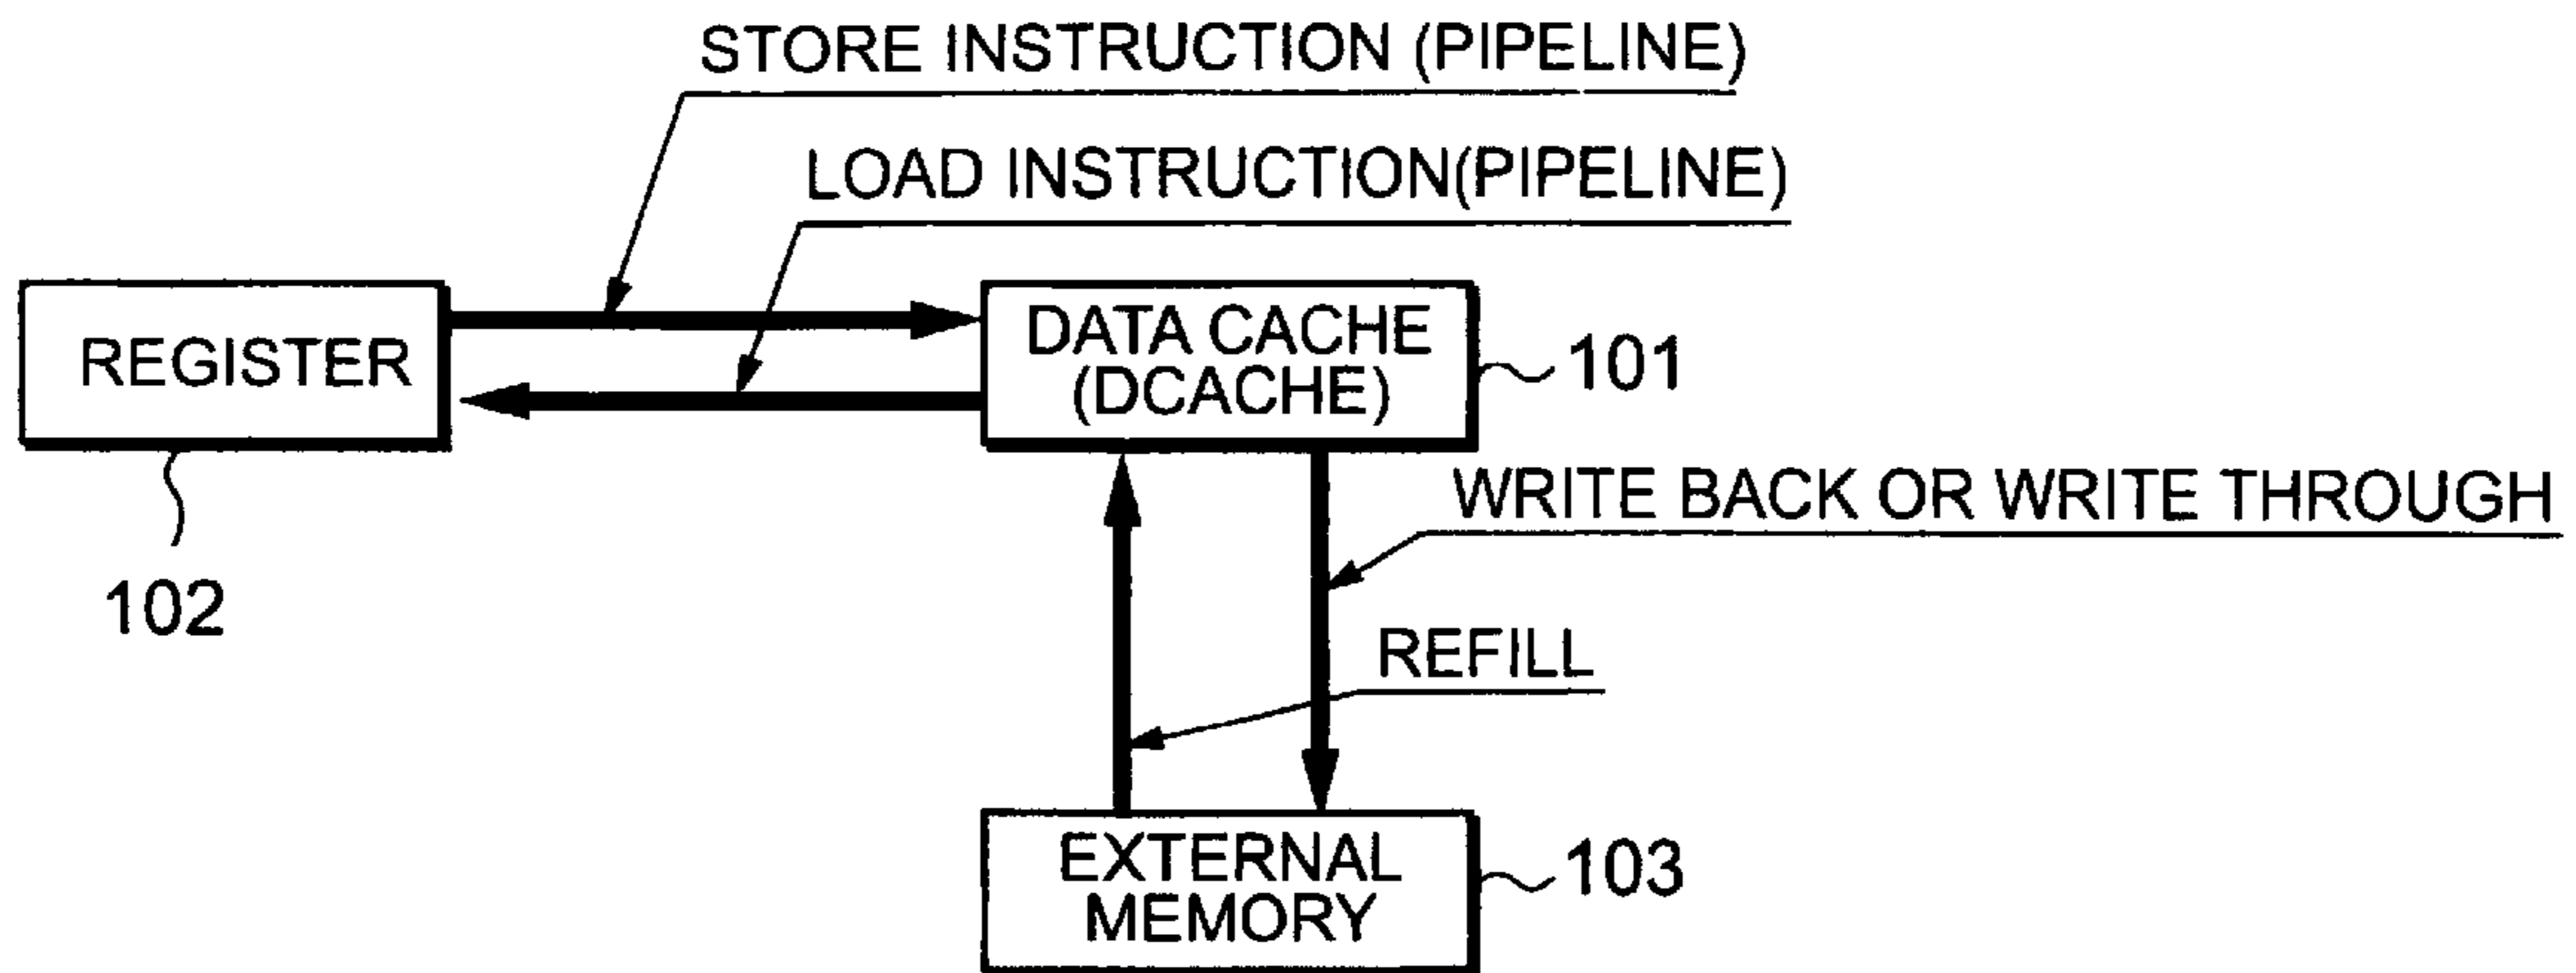 STORE INSTRUCTION (PIPELINE)
LOAD INSTRUCTION(PIPELINE)
REGISTER
DATA CACHE
(DCACHE)
101
102
WRITE BACK OR WRITE THROUGH
REFILL
EXTERNAL
MEMORY
103